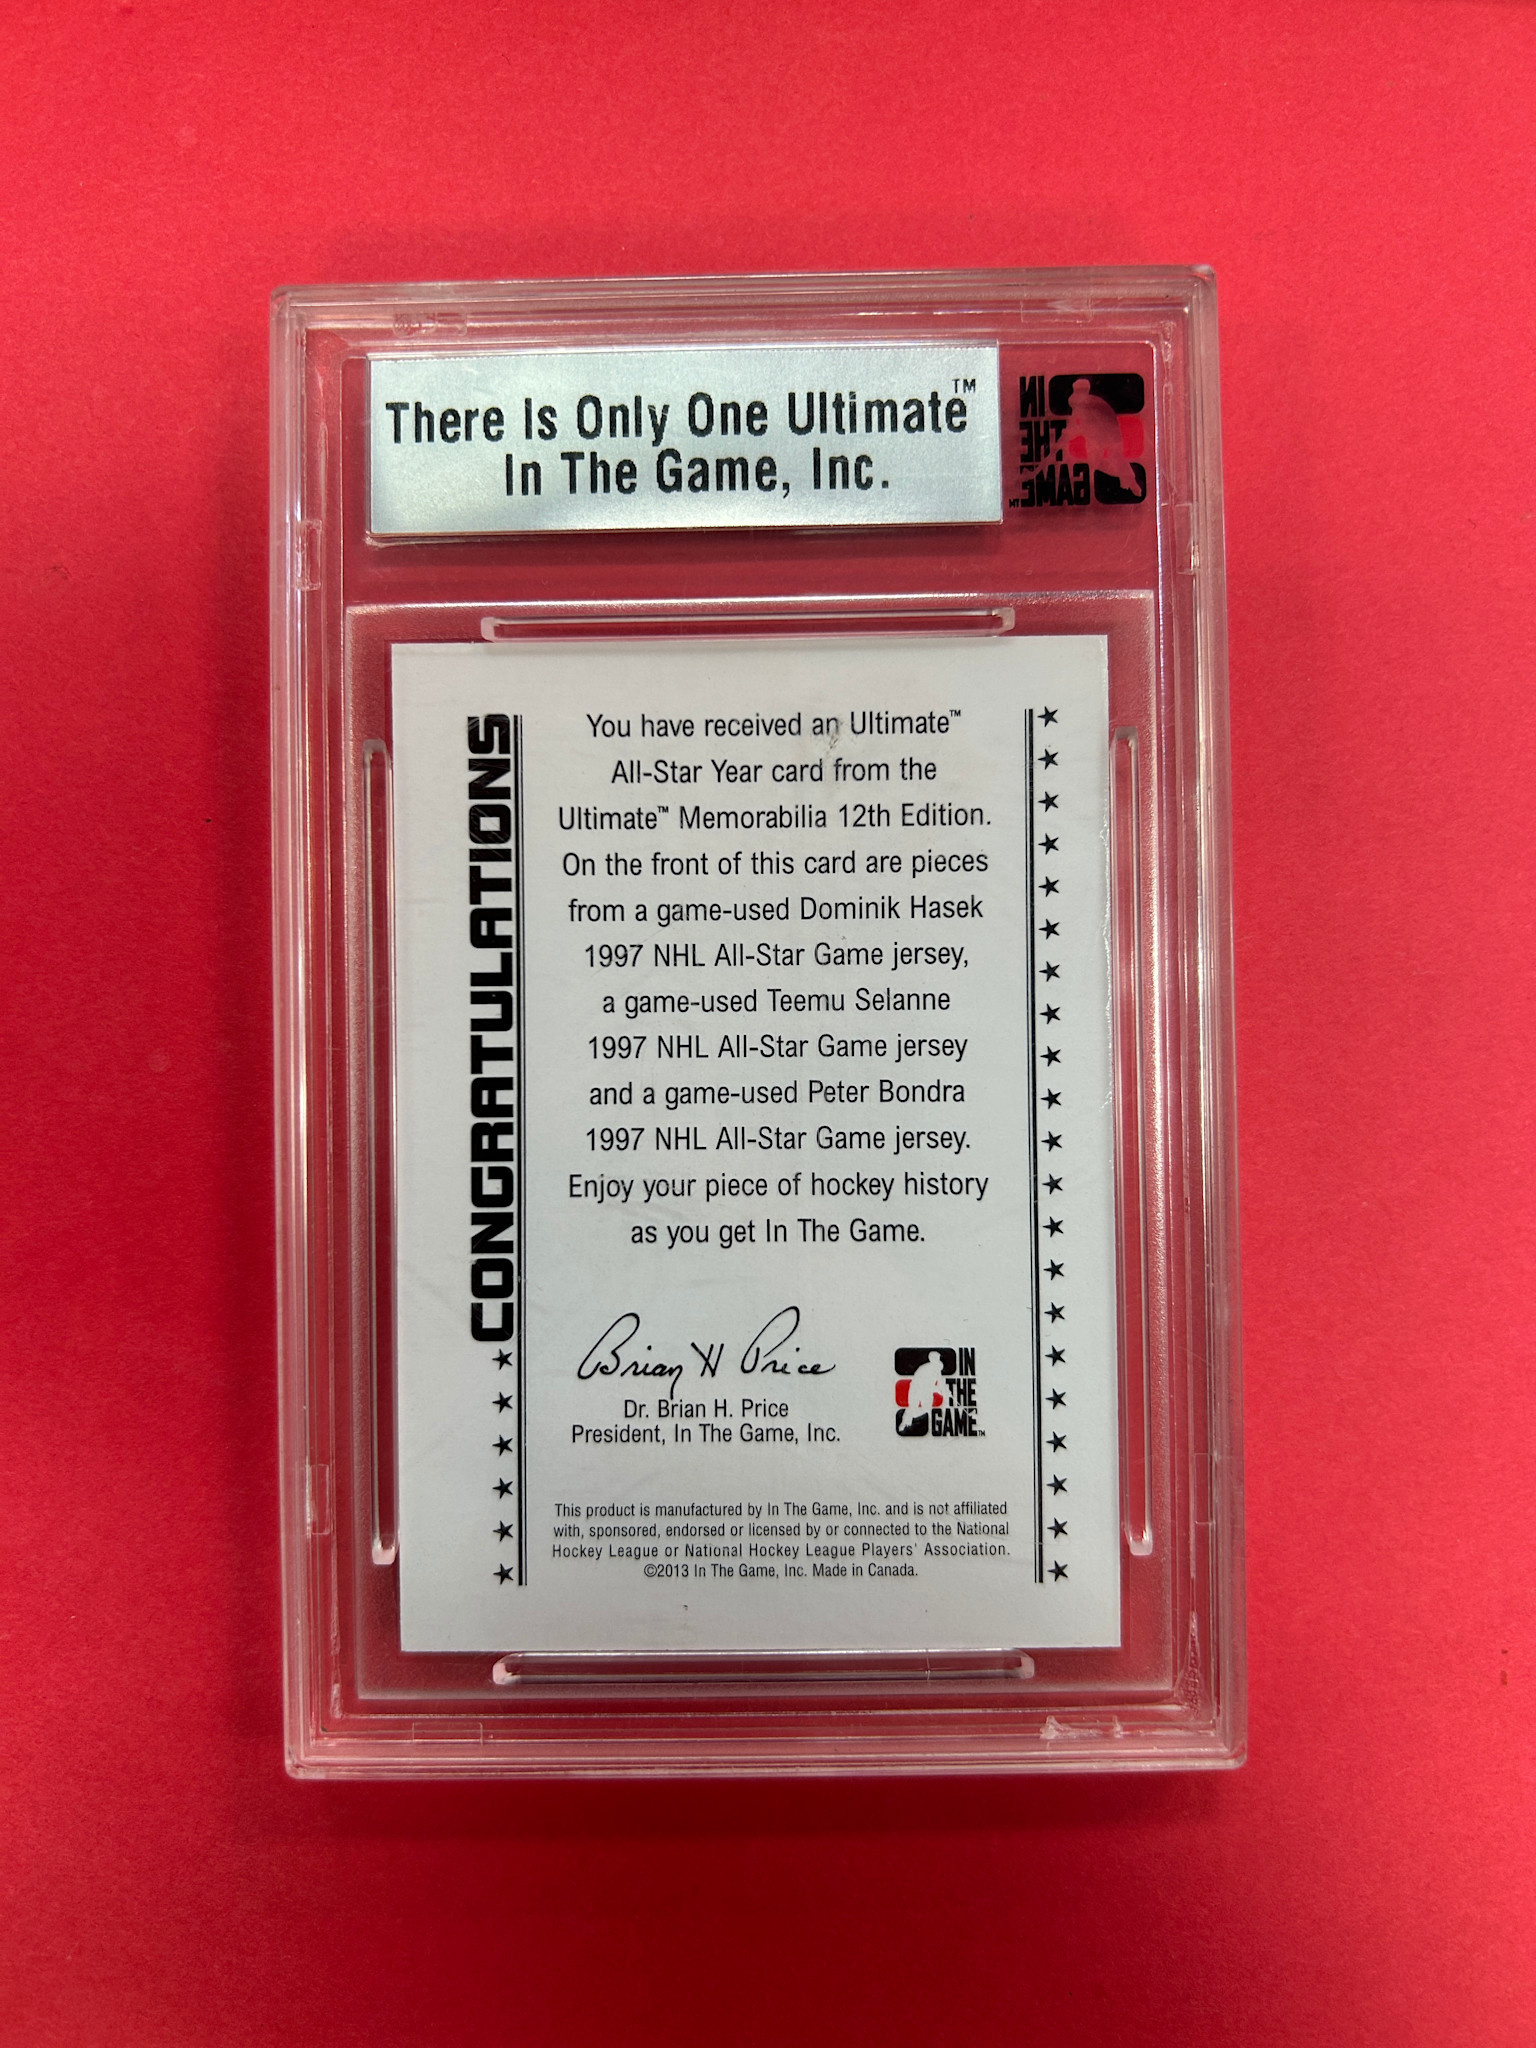 There Is Only One Ultimate™
In The Game, Inc.
IN
THE
GAME™
CONGRATULATIONS
You have received an Ultimate™
All-Star Year card from the
Ultimate™ Memorabilia 12th Edition.
On the front of this card are pieces
from a game-used Dominik Hasek
1997 NHL All-Star Game jersey,
a game-used Teemu Selanne
1997 NHL All-Star Game jersey
and a game-used Peter Bondra
1997 NHL All-Star Game jersey.
Enjoy your piece of hockey history
as you get In The Game.
Brian H Price
Dr. Brian H. Price
President, In The Game, Inc.
IN
THE
GAME™
This product is manufactured by In The Game, Inc. and is not affiliated
with, sponsored, endorsed or licensed by or connected to the National
Hockey League or National Hockey League Players' Association.
©2013 In The Game, Inc. Made in Canada.